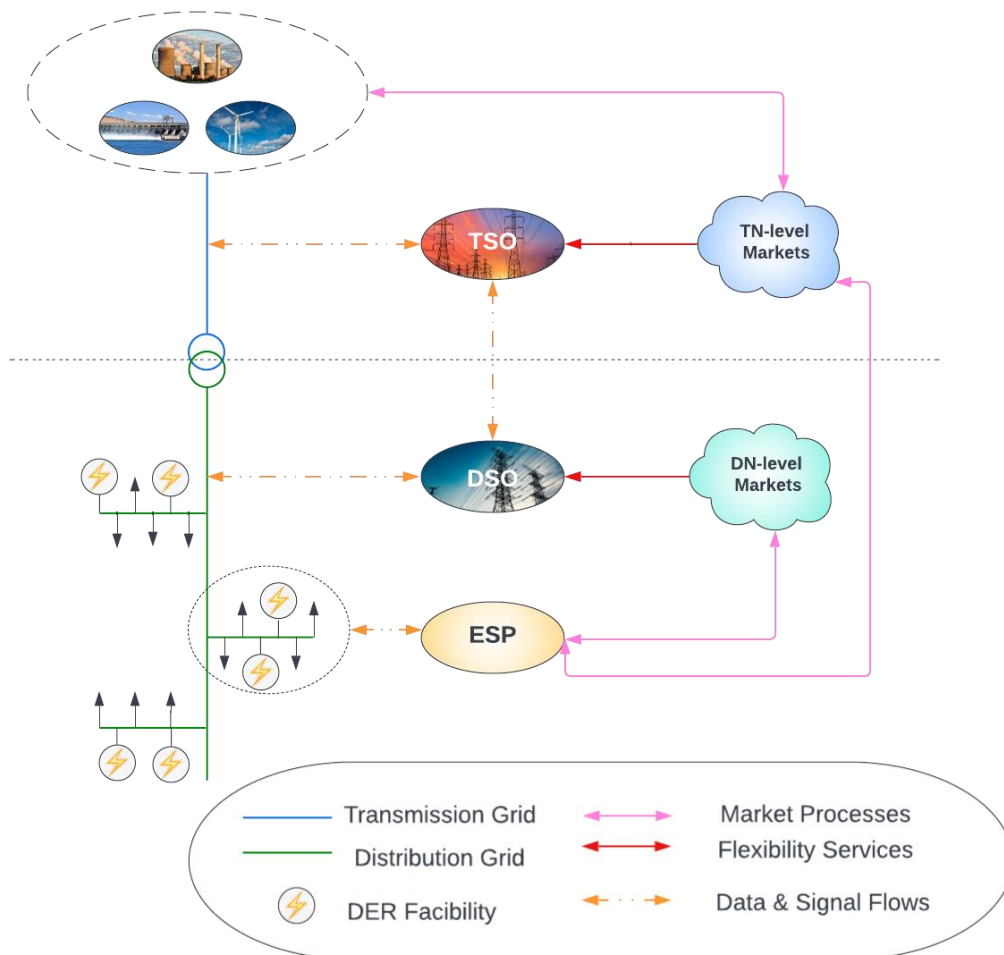 TSO
TN-level
Markets
DSO
DN-level
Markets
ESP
Transmission Grid
Market Processes
Distribution Grid
Flexibility Services
DER Facibility
Data & Signal Flows